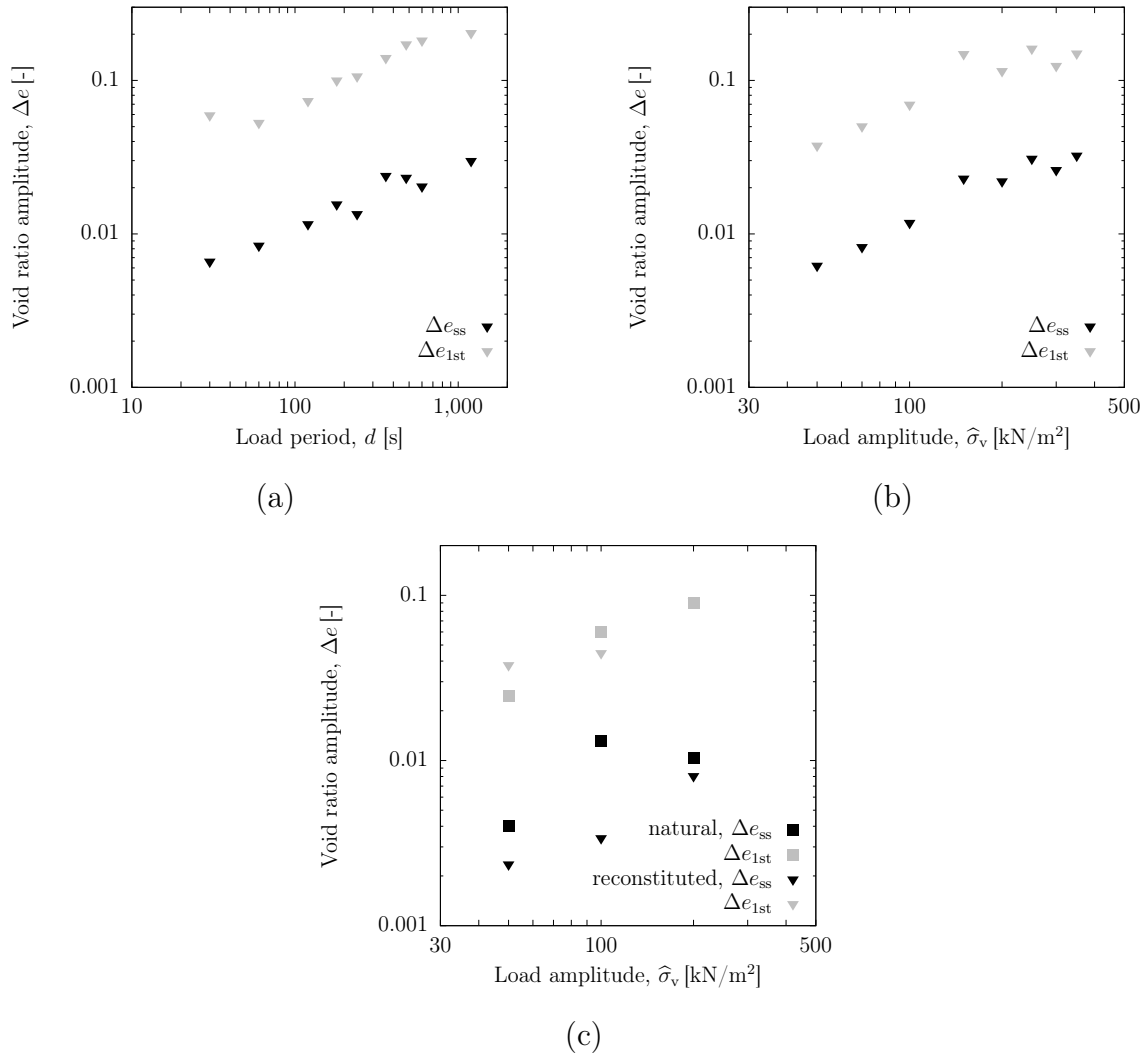 Void ratio amplitude, Δe [-]
0.1
0.01
0.001
Δe_ss
Δe_1st
10
100
1,000
Load period, d [s]
(a)
Void ratio amplitude, Δe [-]
0.1
0.01
0.001
Δe_ss
Δe_1st
30
100
500
Load amplitude, σ̂_v [kN/m²]
(b)
Void ratio amplitude, Δe [-]
0.1
0.01
0.001
natural, Δe_ss
Δe_1st
reconstituted, Δe_ss
Δe_1st
30
100
500
Load amplitude, σ̂_v [kN/m²]
(c)